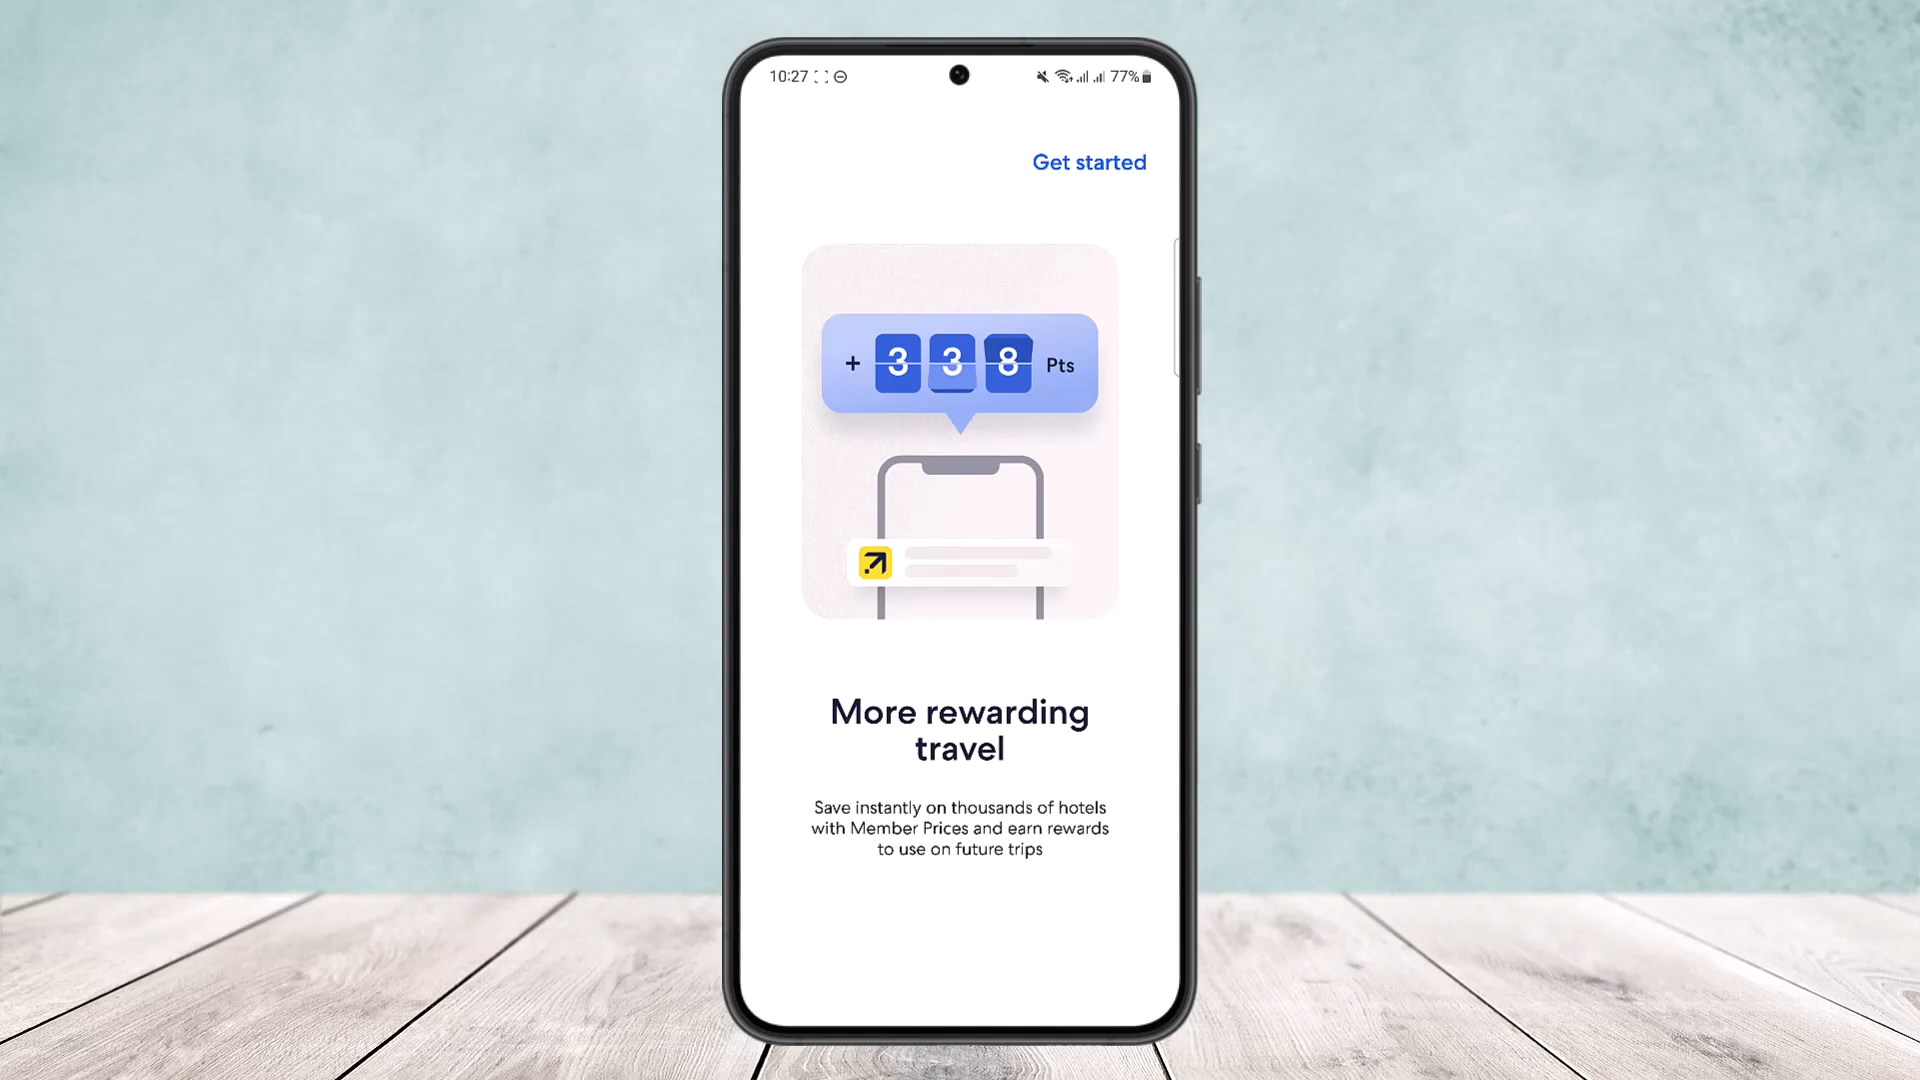 10:27
77%
Get started
+ 3 3 8 Pts
More rewarding
travel
Save instantly on thousands of hotels
with Member Prices and earn rewards
to use on future trips